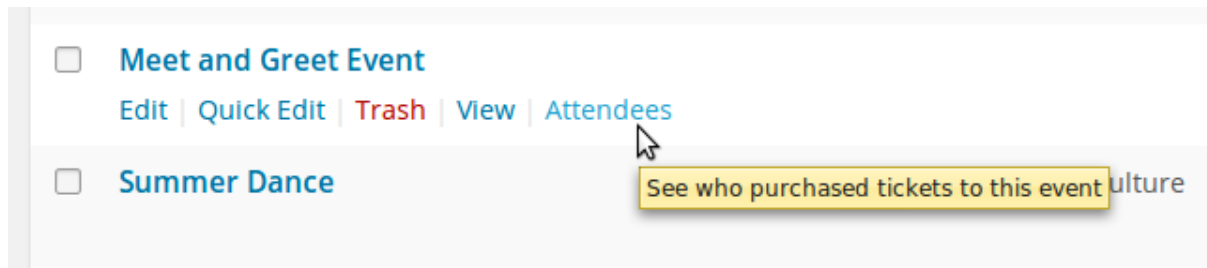 Meet and Greet Event
Edit | Quick Edit | Trash | View | Attendees
Summer Dance
See who purchased tickets to this event